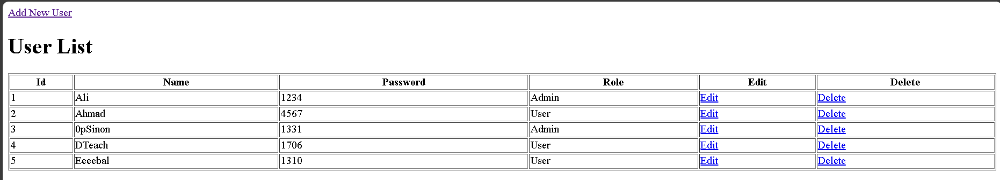 Add New User
User List
Id Name Password Role Edit Delete
1 Ali 1234 Admin Edit Delete
2 Ahmad 4567 User Edit Delete
3 0pSinon 1331 Admin Edit Delete
4 DTeach 1706 User Edit Delete
5 Eeeebal 1310 User Edit Delete